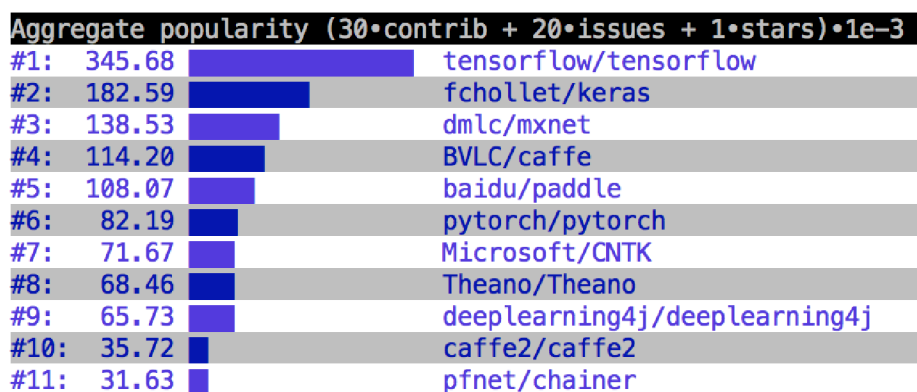 Aggregate popularity (30•contrib + 20•issues + 1•stars)•1e-3
#1: 345.68 tensorflow/tensorflow
#2: 182.59 fchollet/keras
#3: 138.53 dmlc/mxnet
#4: 114.20 BVLC/caffe
#5: 108.07 baidu/paddle
#6: 82.19 pytorch/pytorch
#7: 71.67 Microsoft/CNTK
#8: 68.46 Theano/Theano
#9: 65.73 deeplearning4j/deeplearning4j
#10: 35.72 caffe2/caffe2
#11: 31.63 pfnet/chainer